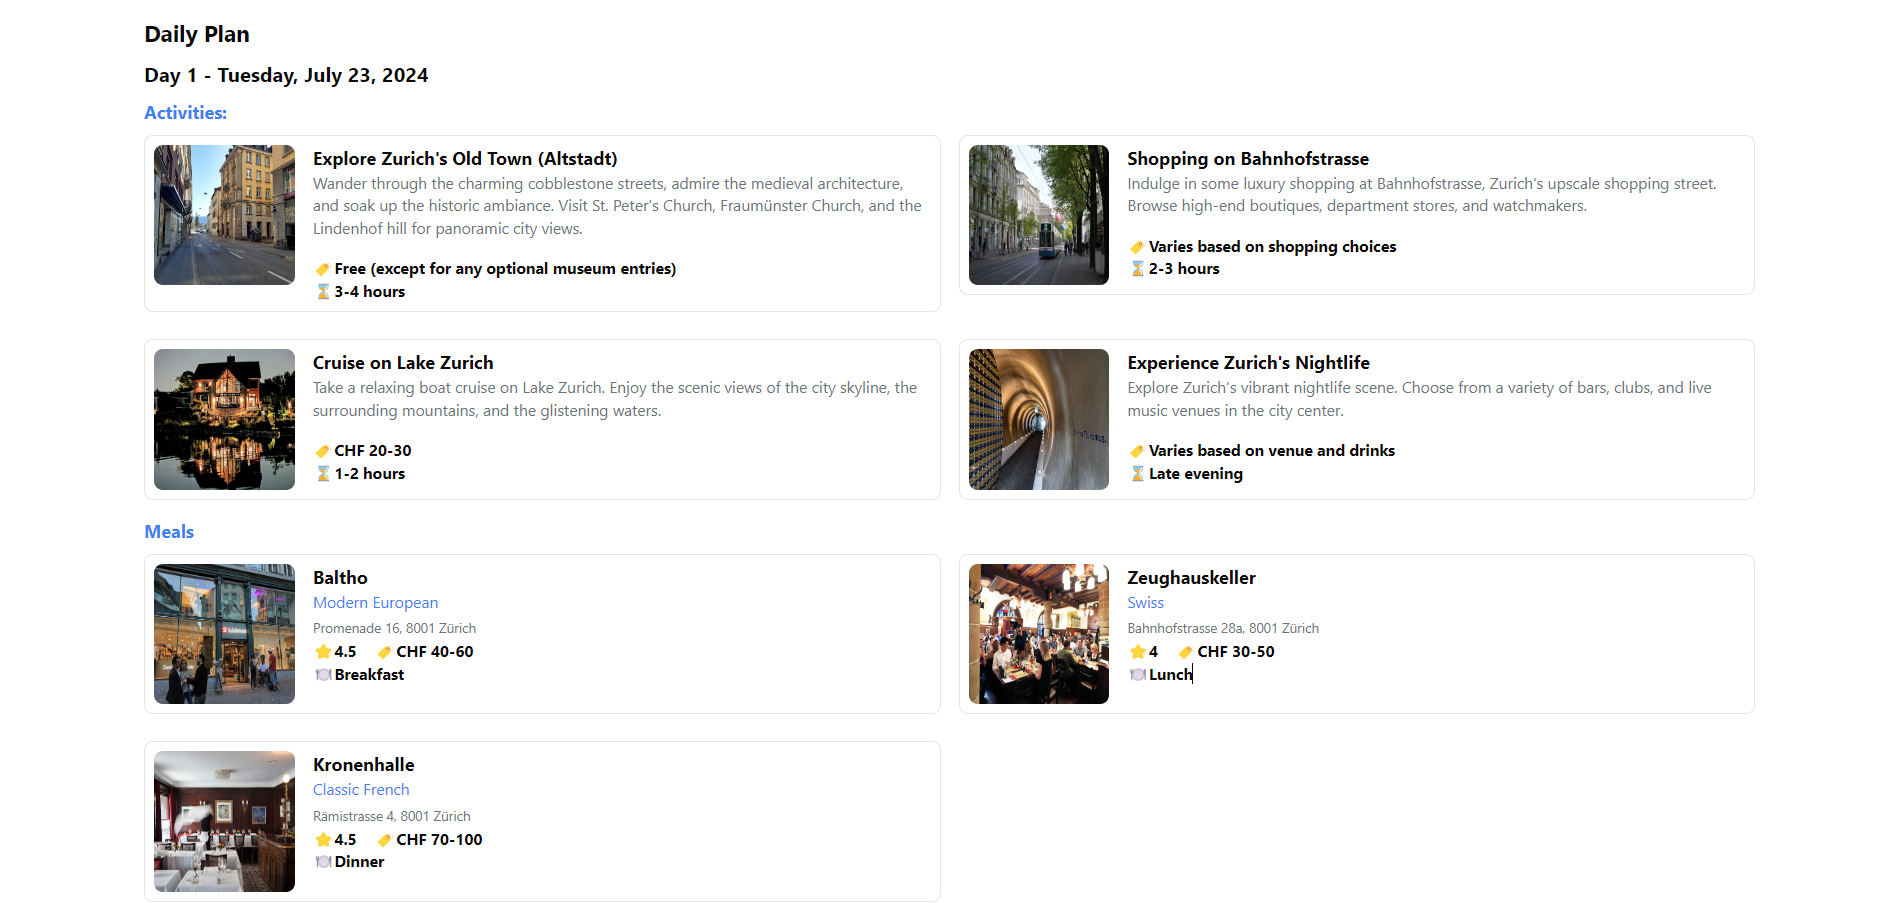 Daily Plan
Day 1 - Tuesday, July 23, 2024
Activities:
Explore Zurich's Old Town (Altstadt)
Wander through the charming cobblestone streets, admire the medieval architecture,
and soak up the historic ambiance. Visit St. Peter's Church, Fraumünster Church, and the
Lindenhof hill for panoramic city views.
Free (except for any optional museum entries)
3-4 hours
Shopping on Bahnhofstrasse
Indulge in some luxury shopping at Bahnhofstrasse, Zurich's upscale shopping street.
Browse high-end boutiques, department stores, and watchmakers.
Varies based on shopping choices
2-3 hours
Cruise on Lake Zurich
Take a relaxing boat cruise on Lake Zurich. Enjoy the scenic views of the city skyline, the
surrounding mountains, and the glistening waters.
CHF 20-30
1-2 hours
Experience Zurich's Nightlife
Explore Zurich's vibrant nightlife scene. Choose from a variety of bars, clubs, and live
music venues in the city center.
Varies based on venue and drinks
Late evening
Meals
Baltho
Modern European
Promenade 16, 8001 Zürich
4.5 CHF 40-60
Breakfast
Zeughauskeller
Swiss
Bahnhofstrasse 28a, 8001 Zürich
4 CHF 30-50
Lunch
Kronenhalle
Classic French
Rämistrasse 4, 8001 Zürich
4.5 CHF 70-100
Dinner